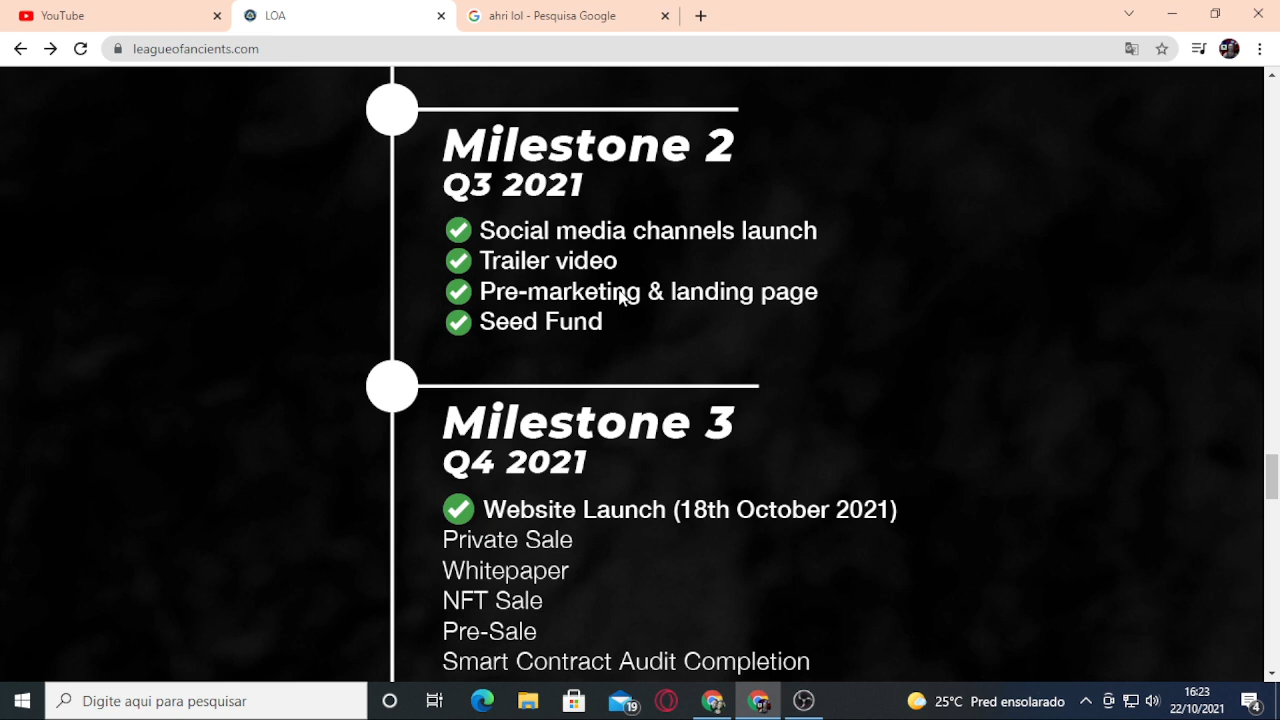 YouTube
LOA
ahri lol - Pesquisa Google
leagueofancients.com
Milestone 2
Q3 2021
Social media channels launch
Trailer video
Pre-marketing & landing page
Seed Fund
Milestone 3
Q4 2021
Website Launch (18th October 2021)
Private Sale
Whitepaper
NFT Sale
Pre-Sale
Smart Contract Audit Completion
Digite aqui para pesquisar
19
25°C Pred ensolarado
16:23
22/10/2021
4